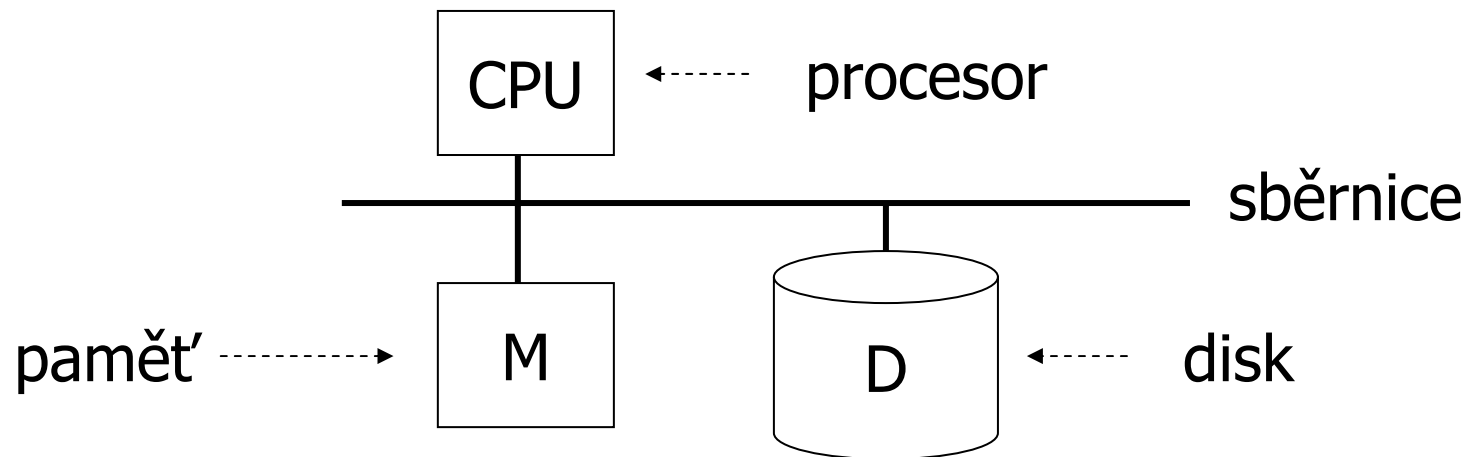 CPU
procesor
sběrnice
paměť
M
D
disk